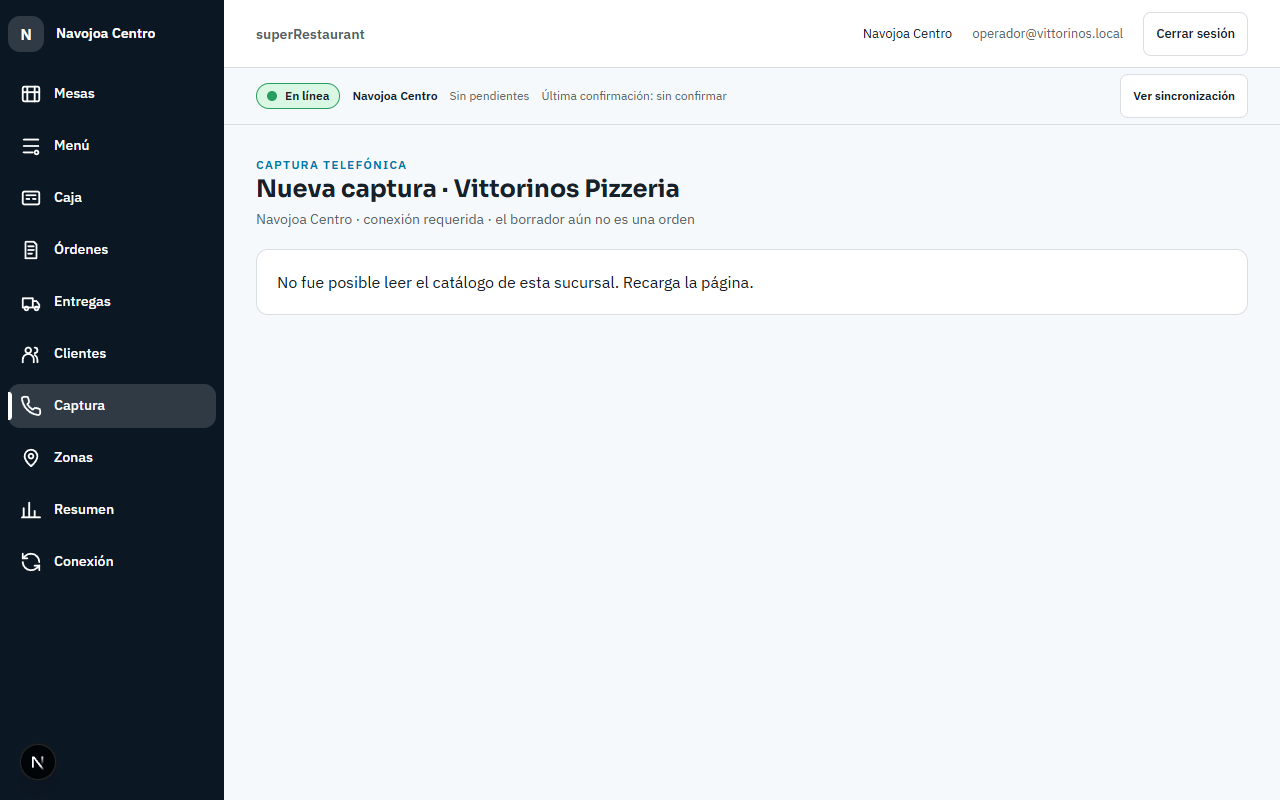 N Navojoa Centro
Mesas
Menú
Caja
Órdenes
Entregas
Clientes
Captura
Zonas
Resumen
Conexión
N
superRestaurant
Navojoa Centro operador@vittorinos.local Cerrar sesión
En línea Navojoa Centro Sin pendientes Última confirmación: sin confirmar Ver sincronización
CAPTURA TELEFÓNICA
Nueva captura · Vittorinos Pizzeria
Navojoa Centro · conexión requerida · el borrador aún no es una orden
No fue posible leer el catálogo de esta sucursal. Recarga la página.